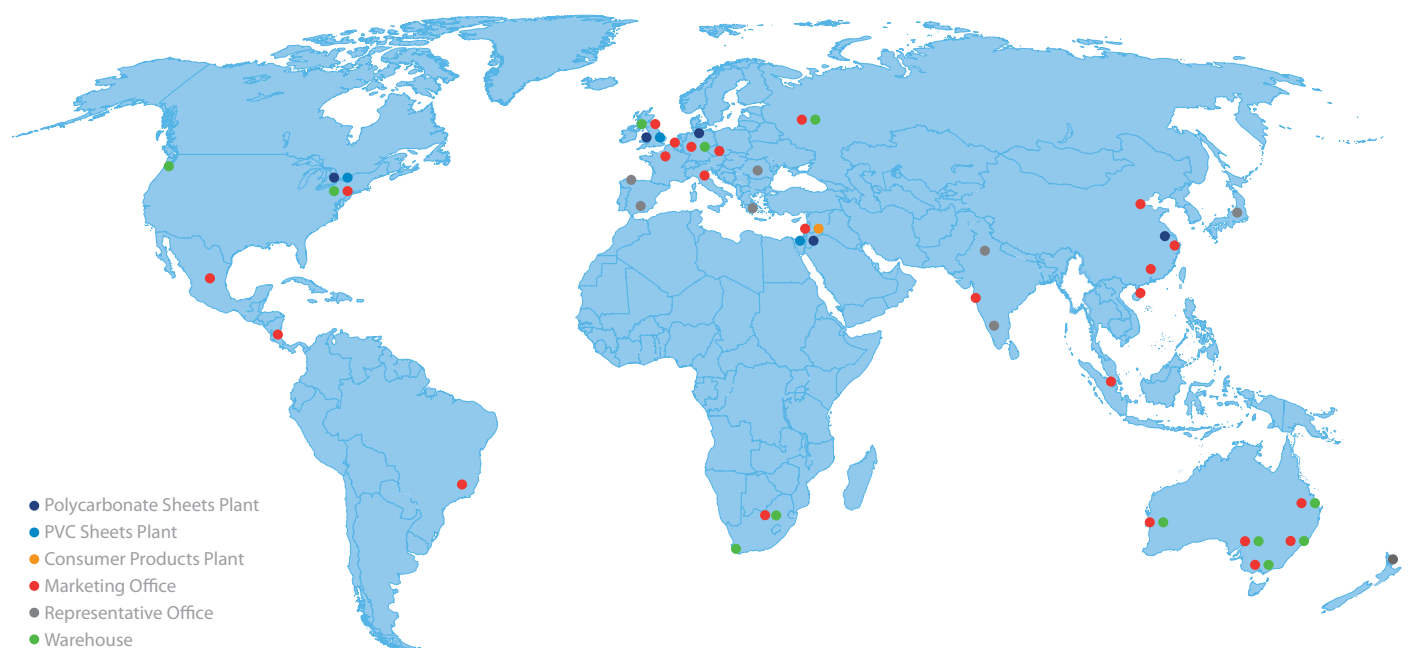 Polycarbonate Sheets Plant
PVC Sheets Plant
Consumer Products Plant
Marketing Office
Representative Office
Warehouse